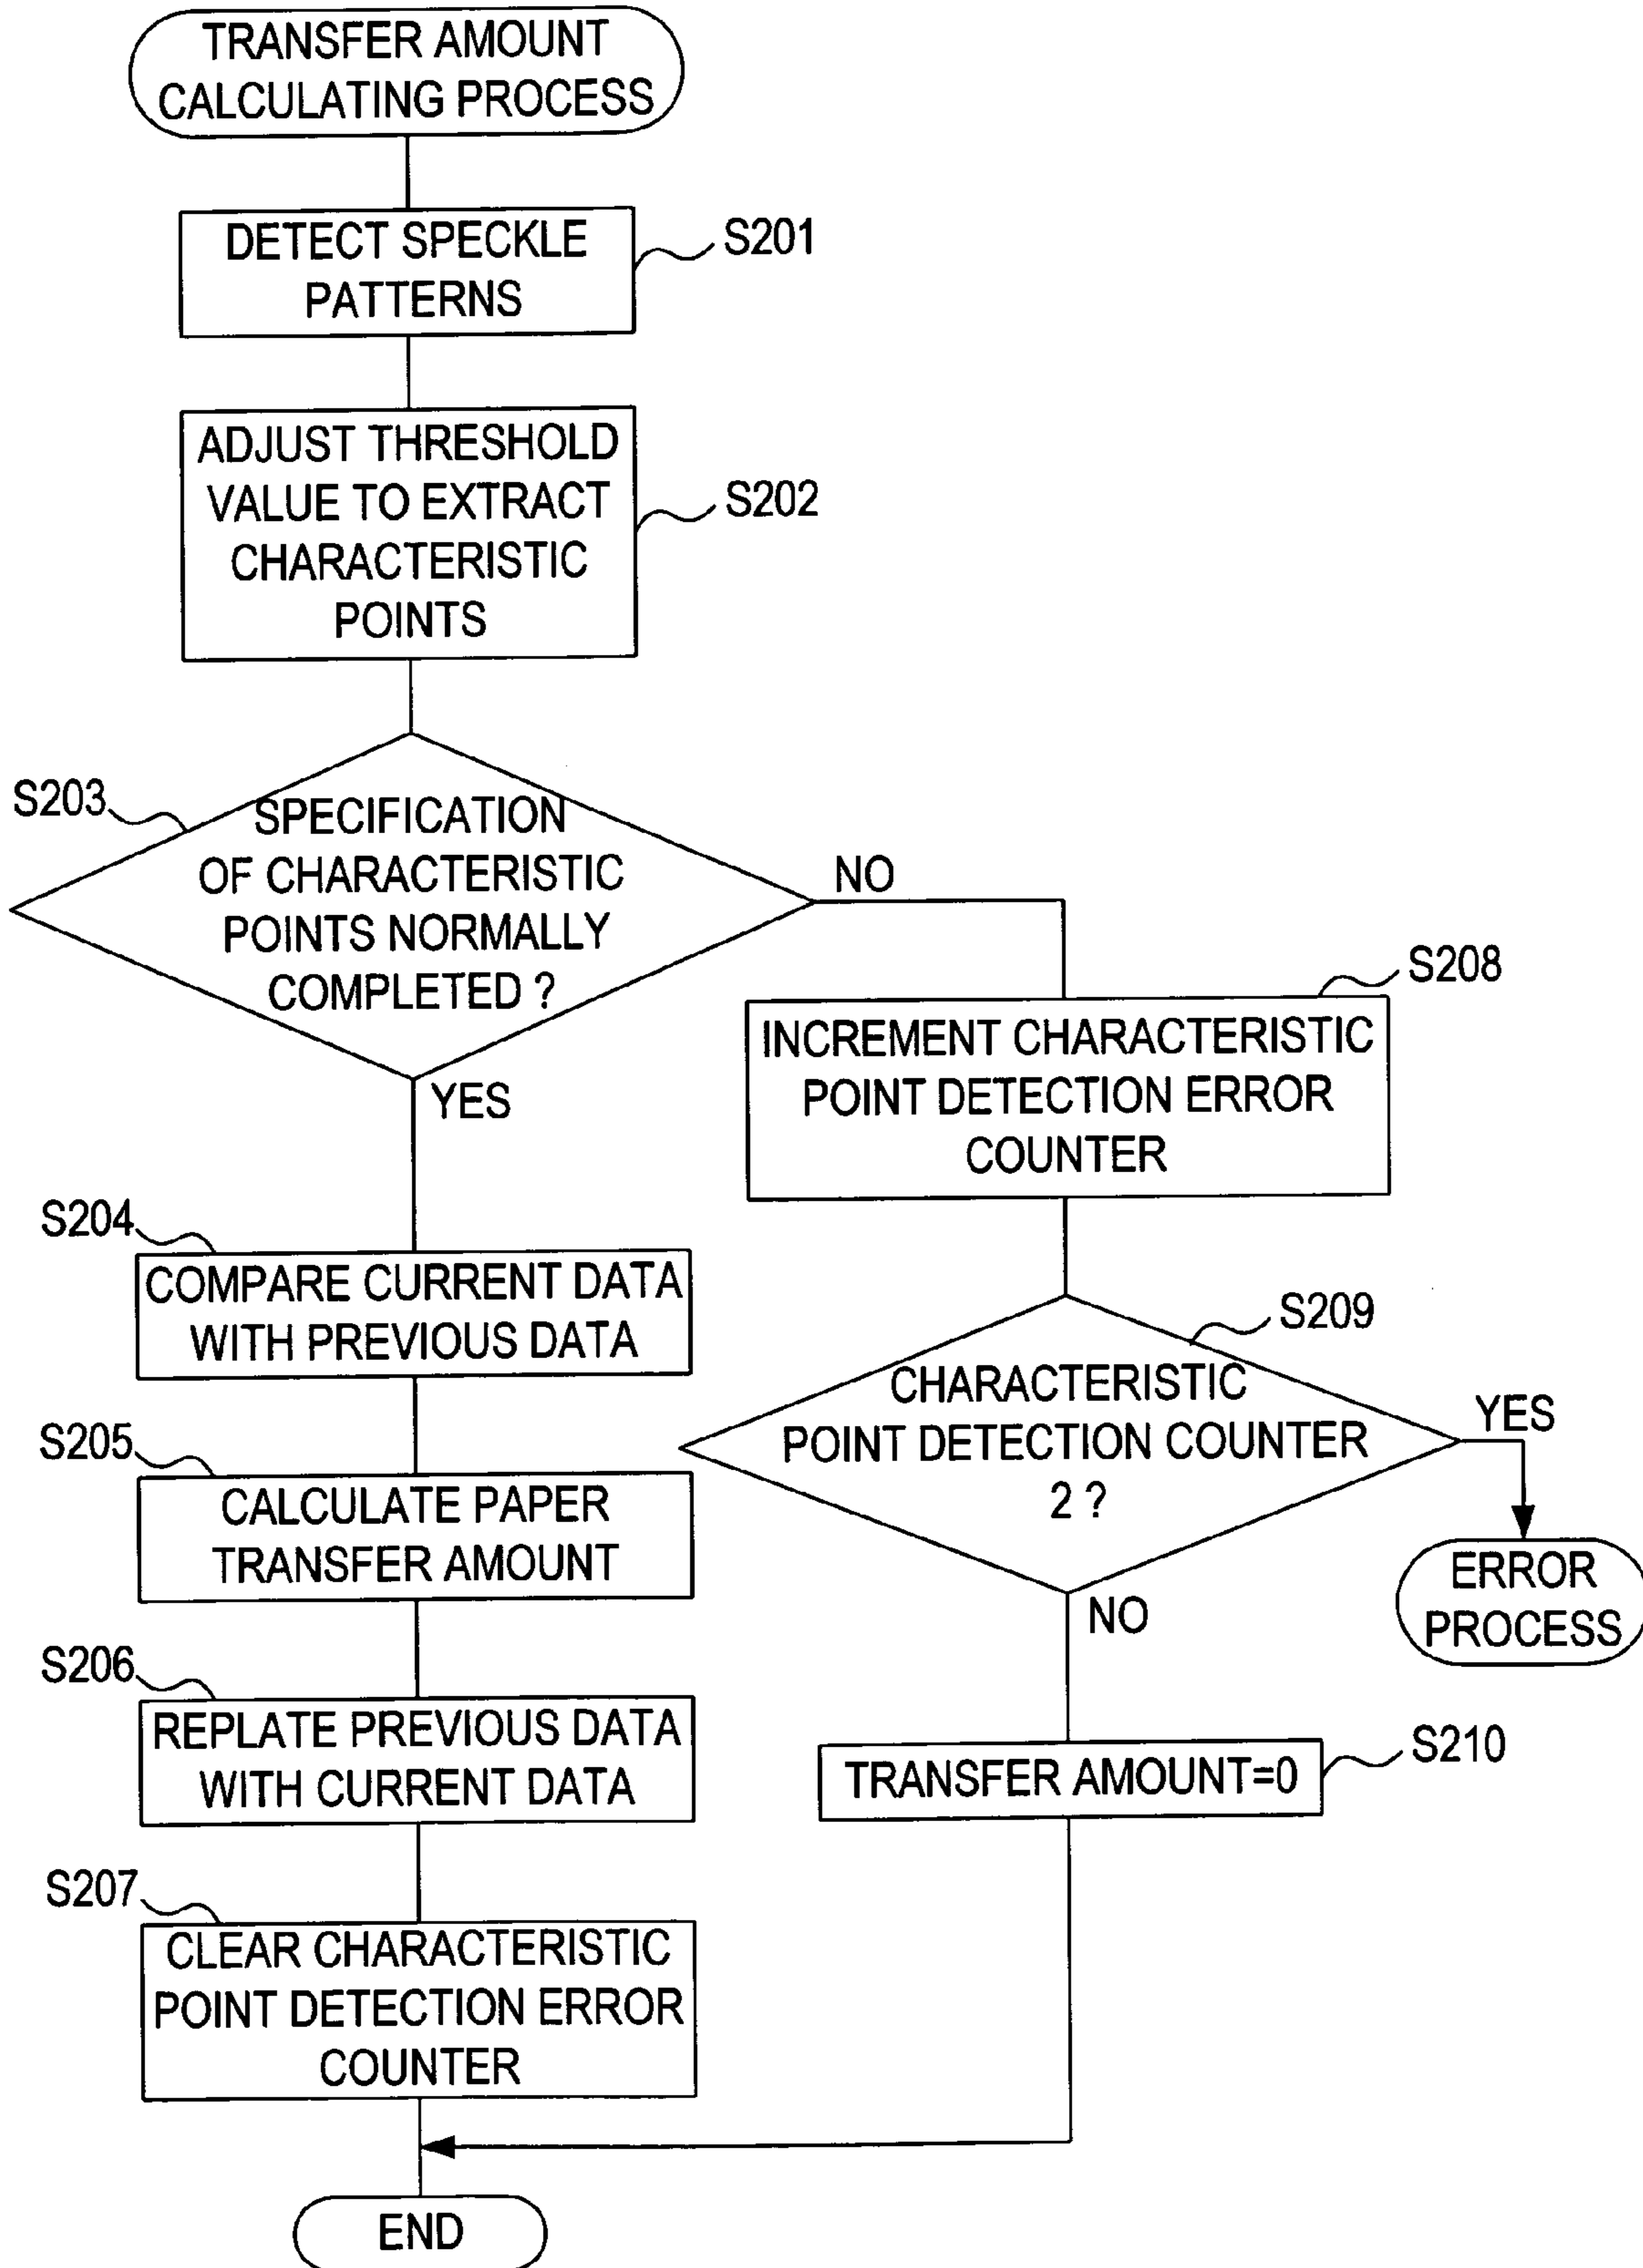 TRANSFER AMOUNT
CALCULATING PROCESS
DETECT SPECKLE
PATTERNS
S201
ADJUST THRESHOLD
VALUE TO EXTRACT
CHARACTERISTIC
POINTS
S202
S203
SPECIFICATION
OF CHARACTERISTIC
POINTS NORMALLY
COMPLETED ?
NO
YES
S204
COMPARE CURRENT DATA
WITH PREVIOUS DATA
S205
CALCULATE PAPER
TRANSFER AMOUNT
S206
REPLATE PREVIOUS DATA
WITH CURRENT DATA
S207
CLEAR CHARACTERISTIC
POINT DETECTION ERROR
COUNTER
S208
INCREMENT CHARACTERISTIC
POINT DETECTION ERROR
COUNTER
S209
CHARACTERISTIC
POINT DETECTION COUNTER
2 ?
YES
ERROR
PROCESS
NO
S210
TRANSFER AMOUNT=0
END